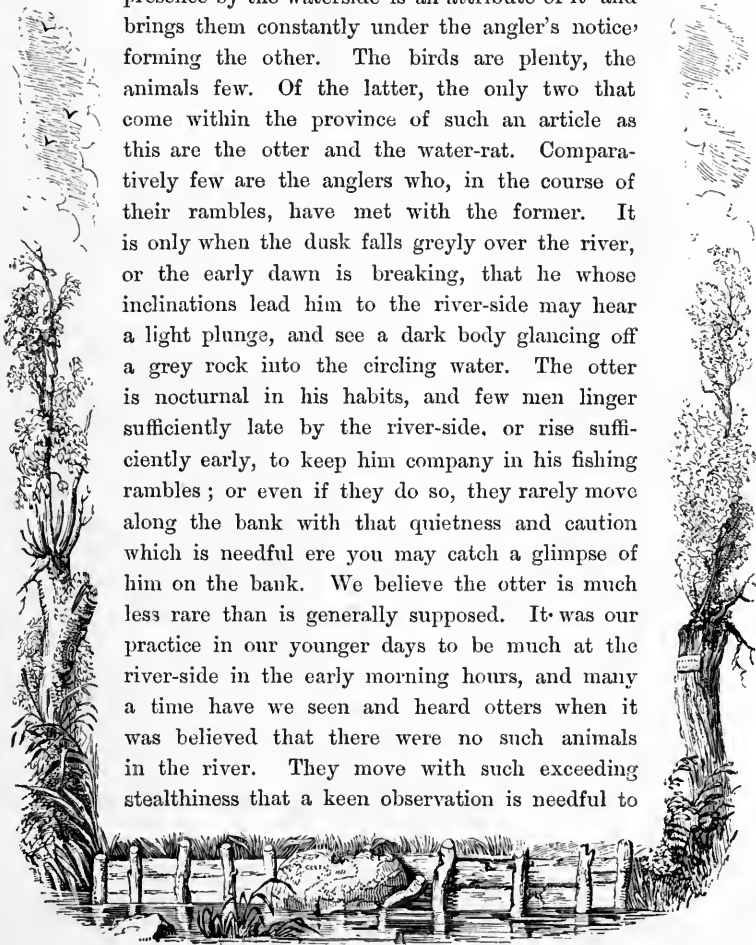 presence by the waterside is an attribute of it and
brings them constantly under the angler's notice,
forming the other. The birds are plenty, the
animals few. Of the latter, the only two that
come within the province of such an article as
this are the otter and the water-rat. Compara-
tively few are the anglers who, in the course of
their rambles, have met with the former. It
is only when the dusk falls greyly over the river,
or the early dawn is breaking, that he whose
inclinations lead him to the river-side may hear
a light plunge, and see a dark body glancing off
a grey rock into the circling water. The otter
is nocturnal in his habits, and few men linger
sufficiently late by the river-side, or rise suffi-
ciently early, to keep him company in his fishing
rambles ; or even if they do so, they rarely move
along the bank with that quietness and caution
which is needful ere you may catch a glimpse of
him on the bank. We believe the otter is much
less rare than is generally supposed. It was our
practice in our younger days to be much at the
river-side in the early morning hours, and many
a time have we seen and heard otters when it
was believed that there were no such animals
in the river. They move with such exceeding
stealthiness that a keen observation is needful to